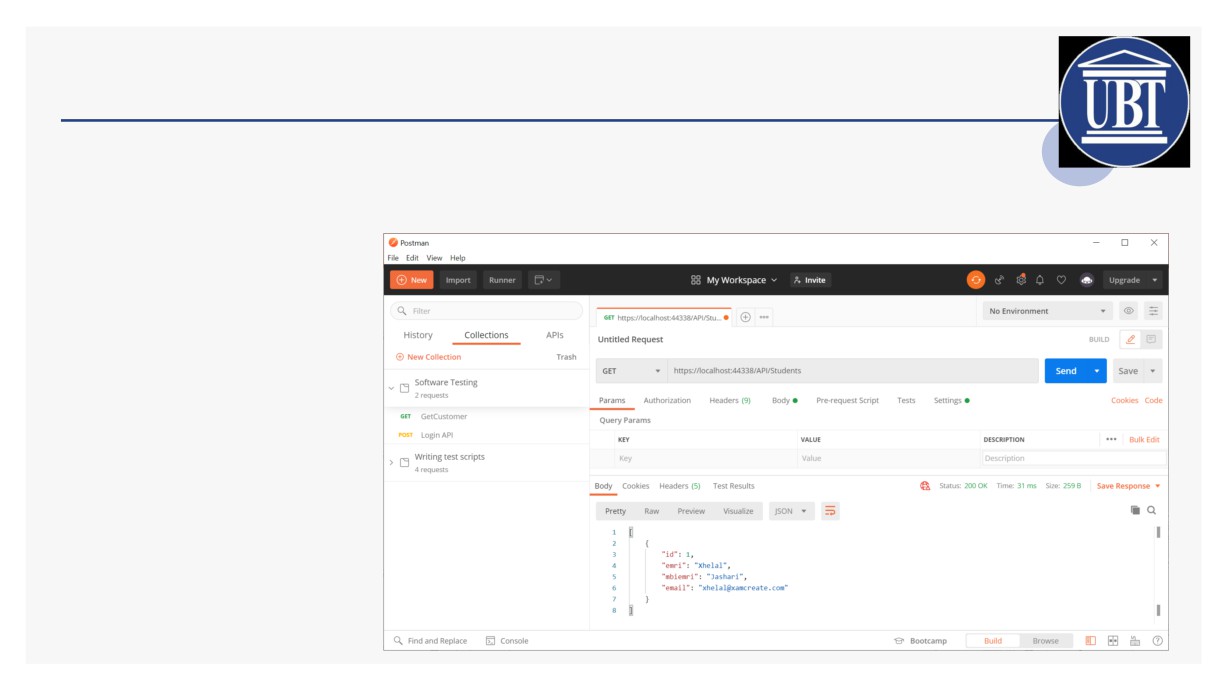 UBT
Postman
File Edit View Help
New Import Runner My Workspace Invite Upgrade
Filter
History Collections APIs
New Collection Trash
Software Testing
2 requests
GET GetCustomer
POST Login API
Writing test scripts
4 requests
GET https://localhost:44338/API/Stu... No Environment
Untitled Request BUILD
GET https://localhost:44338/API/Students Send Save
Params Authorization Headers (9) Body Pre-request Script Tests Settings Cookies Code
Query Params
KEY VALUE DESCRIPTION Bulk Edit
Key Value Description
Body Cookies Headers (5) Test Results Status: 200 OK Time: 31 ms Size: 259 B Save Response
Pretty Raw Preview Visualize JSON
1 [
2 {
3 "id": 1,
4 "emri": "Xhelal",
5 "mbiemri": "Jashari",
6 "email": "xhelal@xamcreate.com"
7 }
8 ]
Find and Replace Console Bootcamp Build Browse